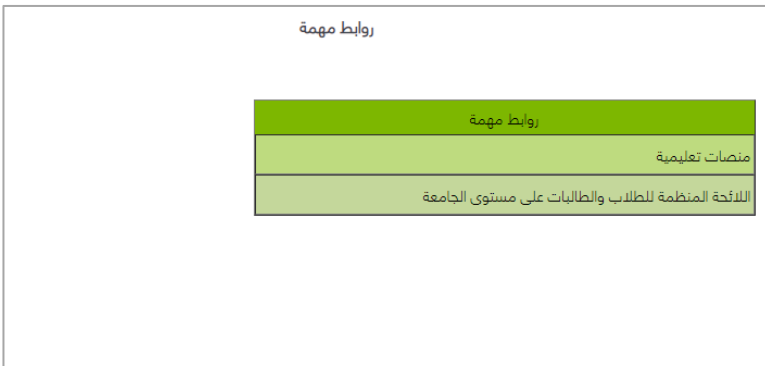 روابط مهمة
روابط مهمة
منصات تعليمية
اللائحة المنظمة للطلاب والطالبات على مستوى الجامعة